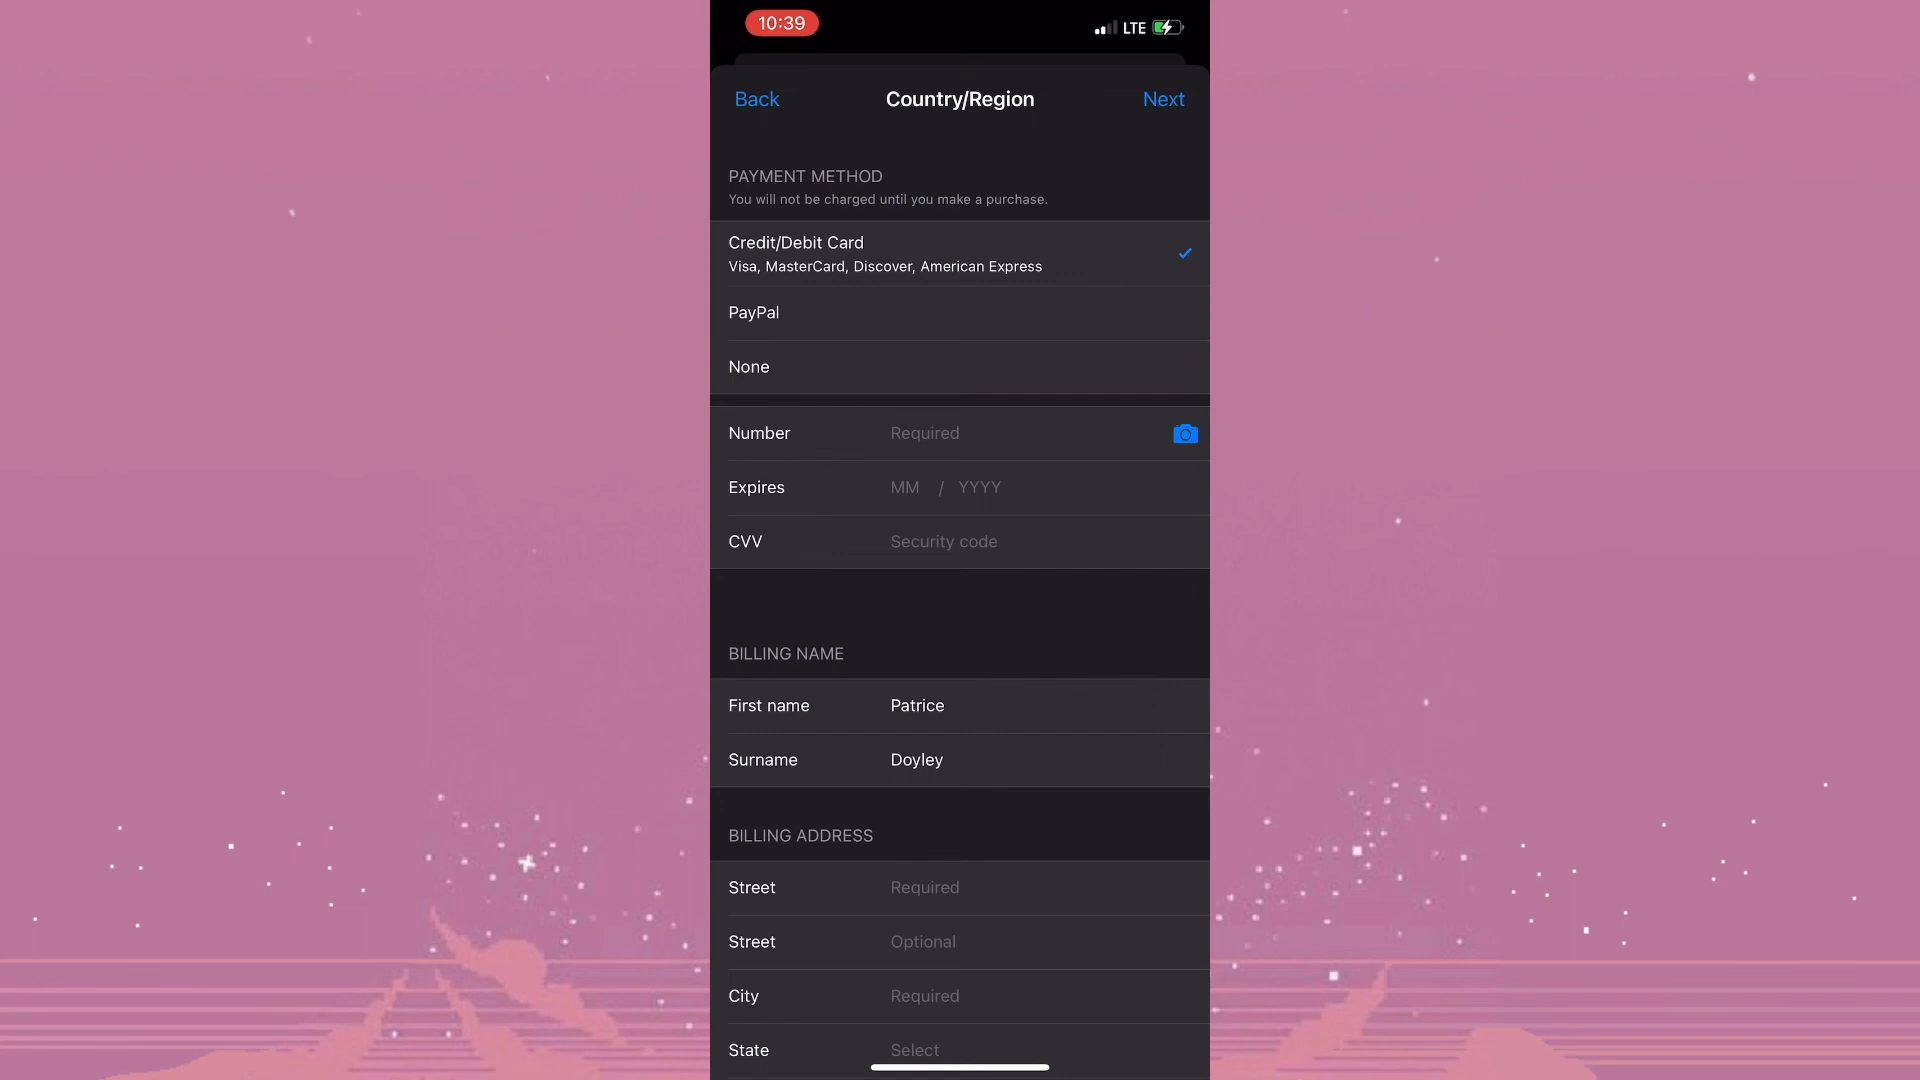 10:39
LTE
Back
Country/Region
Next
PAYMENT METHOD
You will not be charged until you make a purchase.
Credit/Debit Card
Visa, MasterCard, Discover, American Express
PayPal
None
Number Required
Expires MM / YYYY
CVV Security code
BILLING NAME
First name Patrice
Surname Doyley
BILLING ADDRESS
Street Required
Street Optional
City Required
State Select